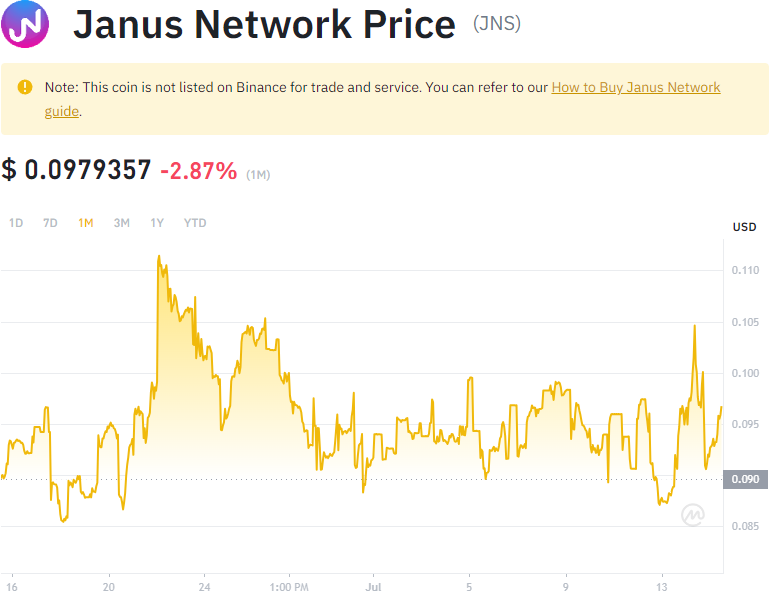 JN
Janus Network Price (JNS)
Note: This coin is not listed on Binance for trade and service. You can refer to our How to Buy Janus Network
guide.
$ 0.0979357 -2.87% (1M)
1D 7D 1M 3M 1Y YTD
USD
0.110
0.105
0.100
0.095
0.090
0.085
16 20 24 1:00 PM Jul 5 9 13